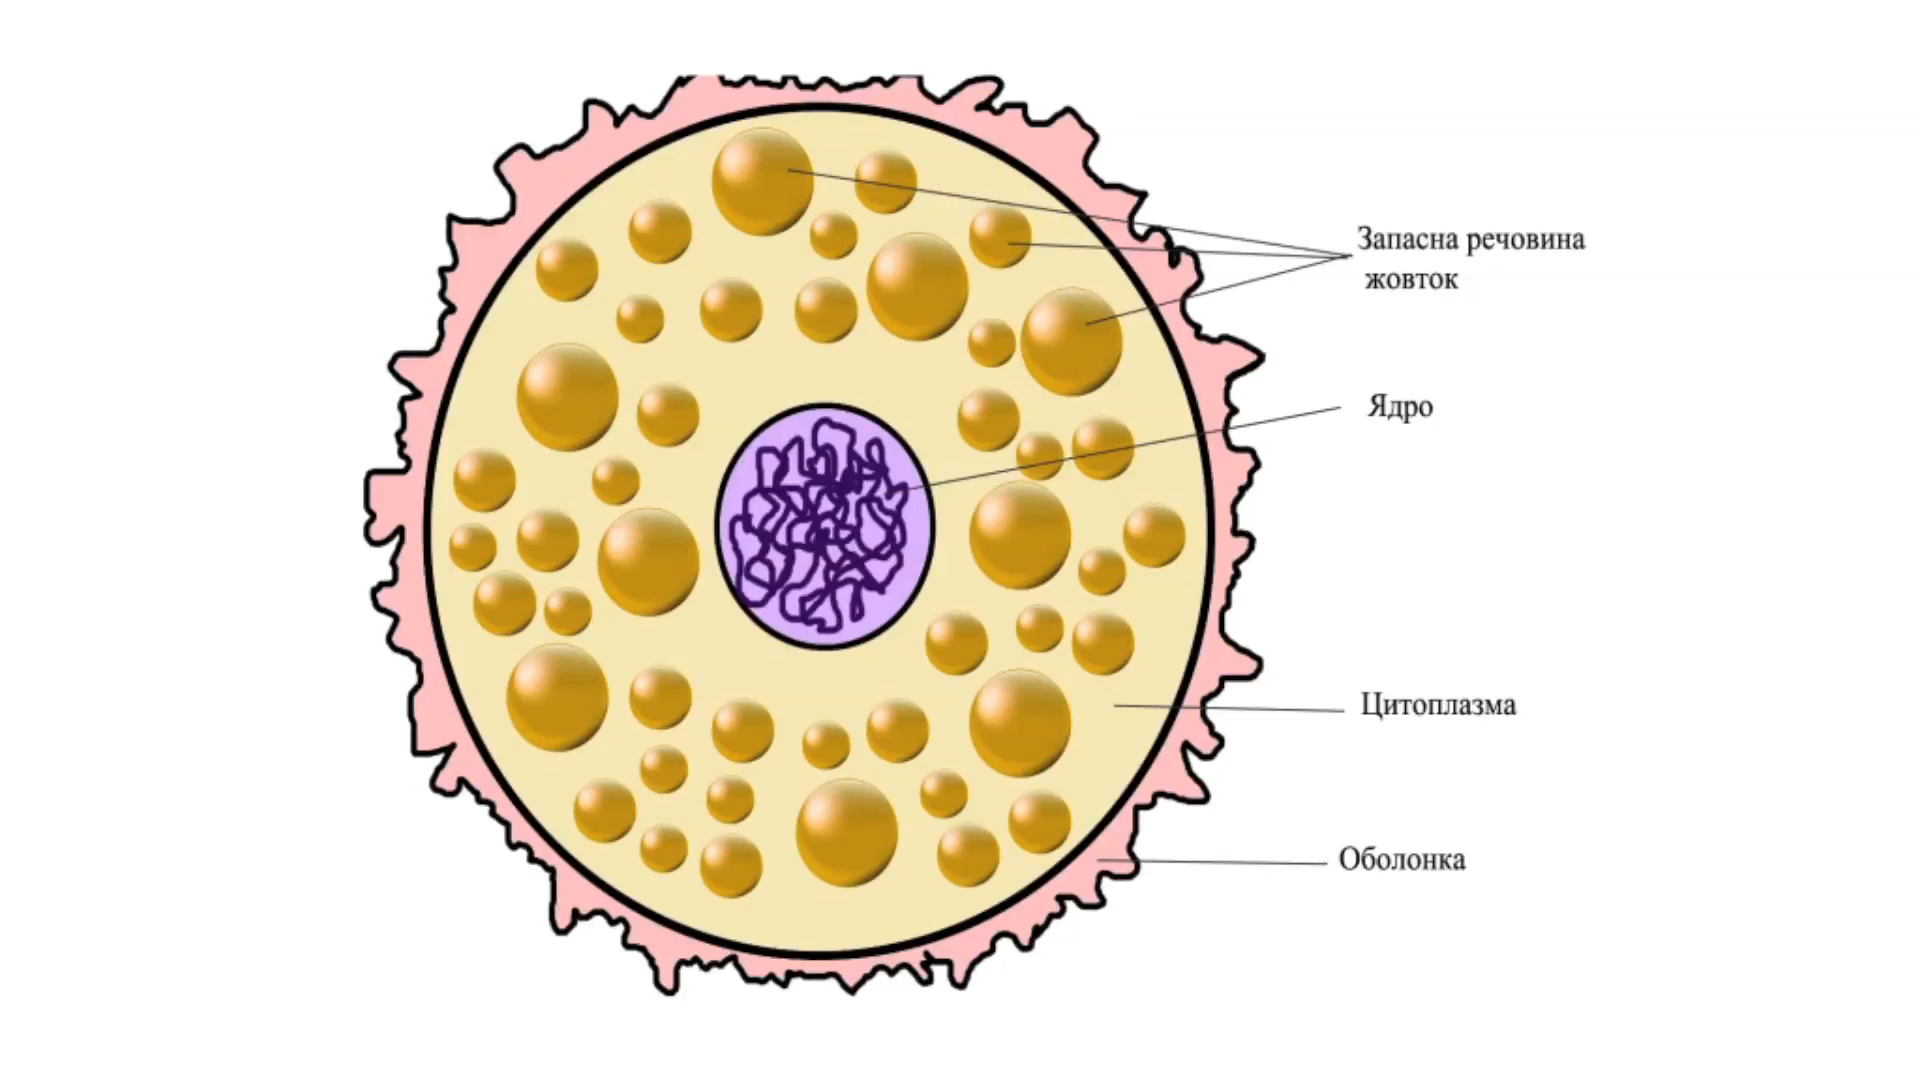 Запасна речовина
жовток
Ядро
Цитоплазма
Оболонка